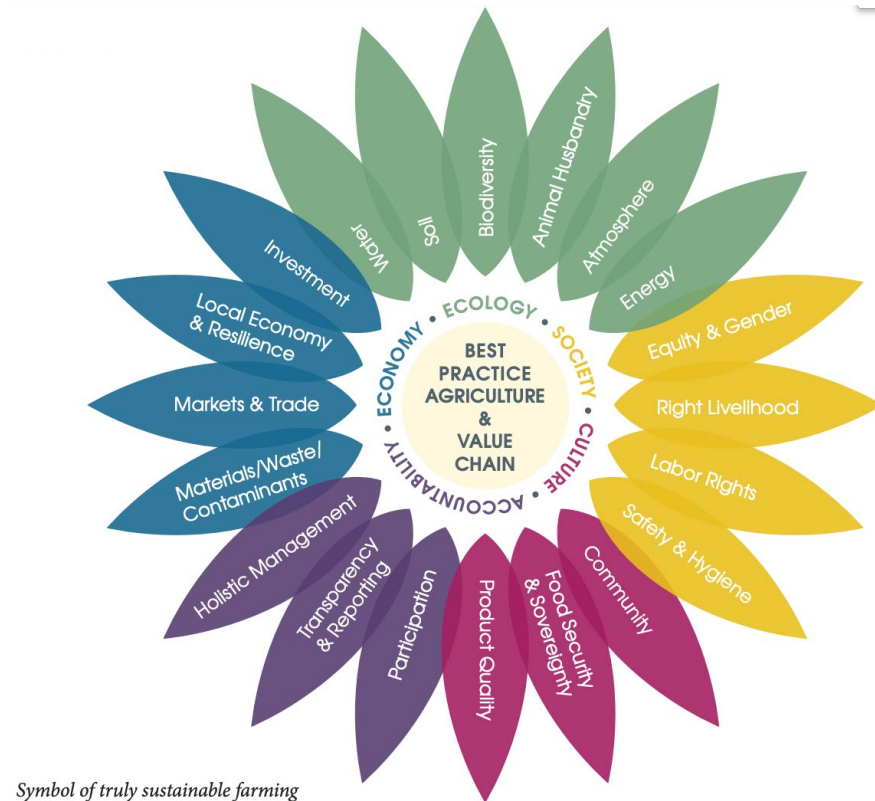 BEST
PRACTICE
AGRICULTURE
&
VALUE
CHAIN
ECOLOGY
SOCIETY
CULTURE
ACCOUNTABILITY
ECONOMY
Water
Soil
Biodiversity
Animal Husbandry
Atmosphere
Energy
Equity & Gender
Right Livelihood
Labor Rights
Safety & Hygiene
Community
Food Security
& Sovereignty
Product Quality
Participation
Transparency
& Reporting
Holistic Management
Materials/Waste/
Contaminants
Markets & Trade
Local Economy
& Resilience
Investment
Symbol of truly sustainable farming